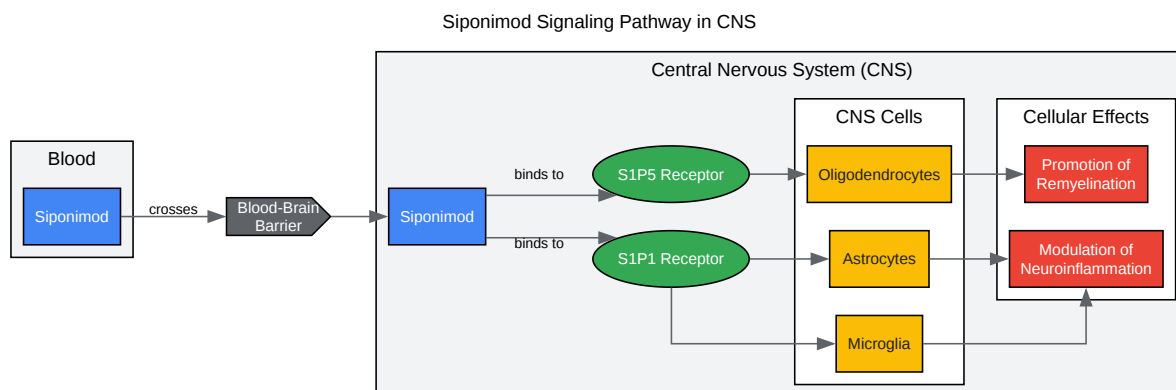 Siponimod Signaling Pathway in CNS
Central Nervous System (CNS)
Blood
Siponimod
crosses
Blood-Brain
Barrier
Siponimod
binds to
binds to
S1P5 Receptor
S1P1 Receptor
CNS Cells
Oligodendrocytes
Astrocytes
Microglia
Cellular Effects
Promotion of
Remyelination
Modulation of
Neuroinflammation